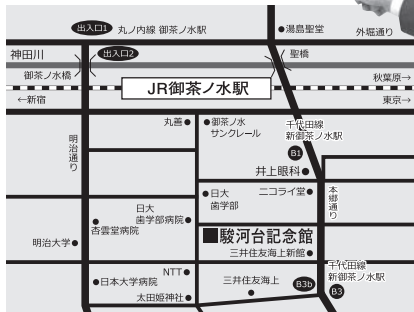 出入口1
丸ノ内線 御茶ノ水駅
湯島聖堂
外堀通り
神田川
出入口2
聖橋
御茶ノ水橋
秋葉原→
JR御茶ノ水駅
←新宿
東京→
丸善
御茶ノ水
サンクレール
千代田線
新御茶ノ水駅
明治通り
B1
井上眼科
日大
歯学部
ニコライ堂
本郷通り
日大
歯学部病院
杏雲堂病院
駿河台記念館
明治大学
三井住友海上新館
NTT
日本大学病院
三井住友海上
千代田線
新御茶ノ水駅
B3b
B3
太田姫神社